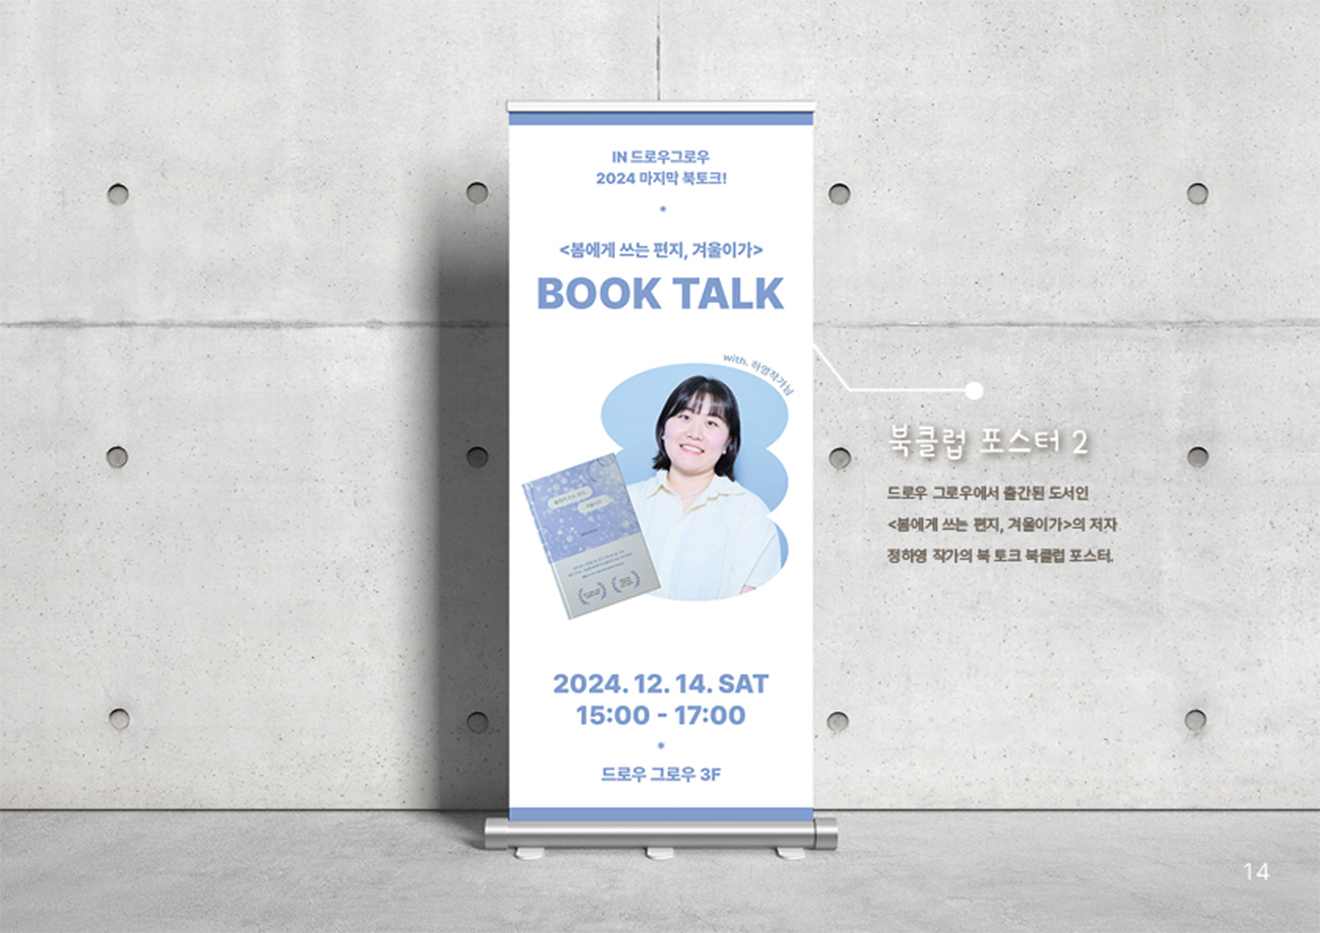 IN 드로우그로우
2024 마지막 북토크!
*
<봄에게 쓰는 편지, 겨울이가>
BOOK TALK
with. 하영작가님
2024. 12. 14. SAT
15:00 - 17:00
*
드로우 그로우 3F
북클럽 포스터 2
드로우 그로우에서 출간된 도서인
<봄에게 쓰는 편지, 겨울이가>의 저자
정하영 작가의 북 토크 북클럽 포스터.
14